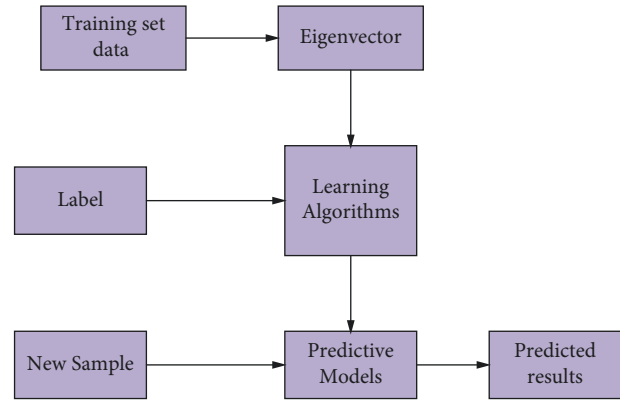 Training set
data
Eigenvector
Label
Learning
Algorithms
New Sample
Predictive
Models
Predicted
results